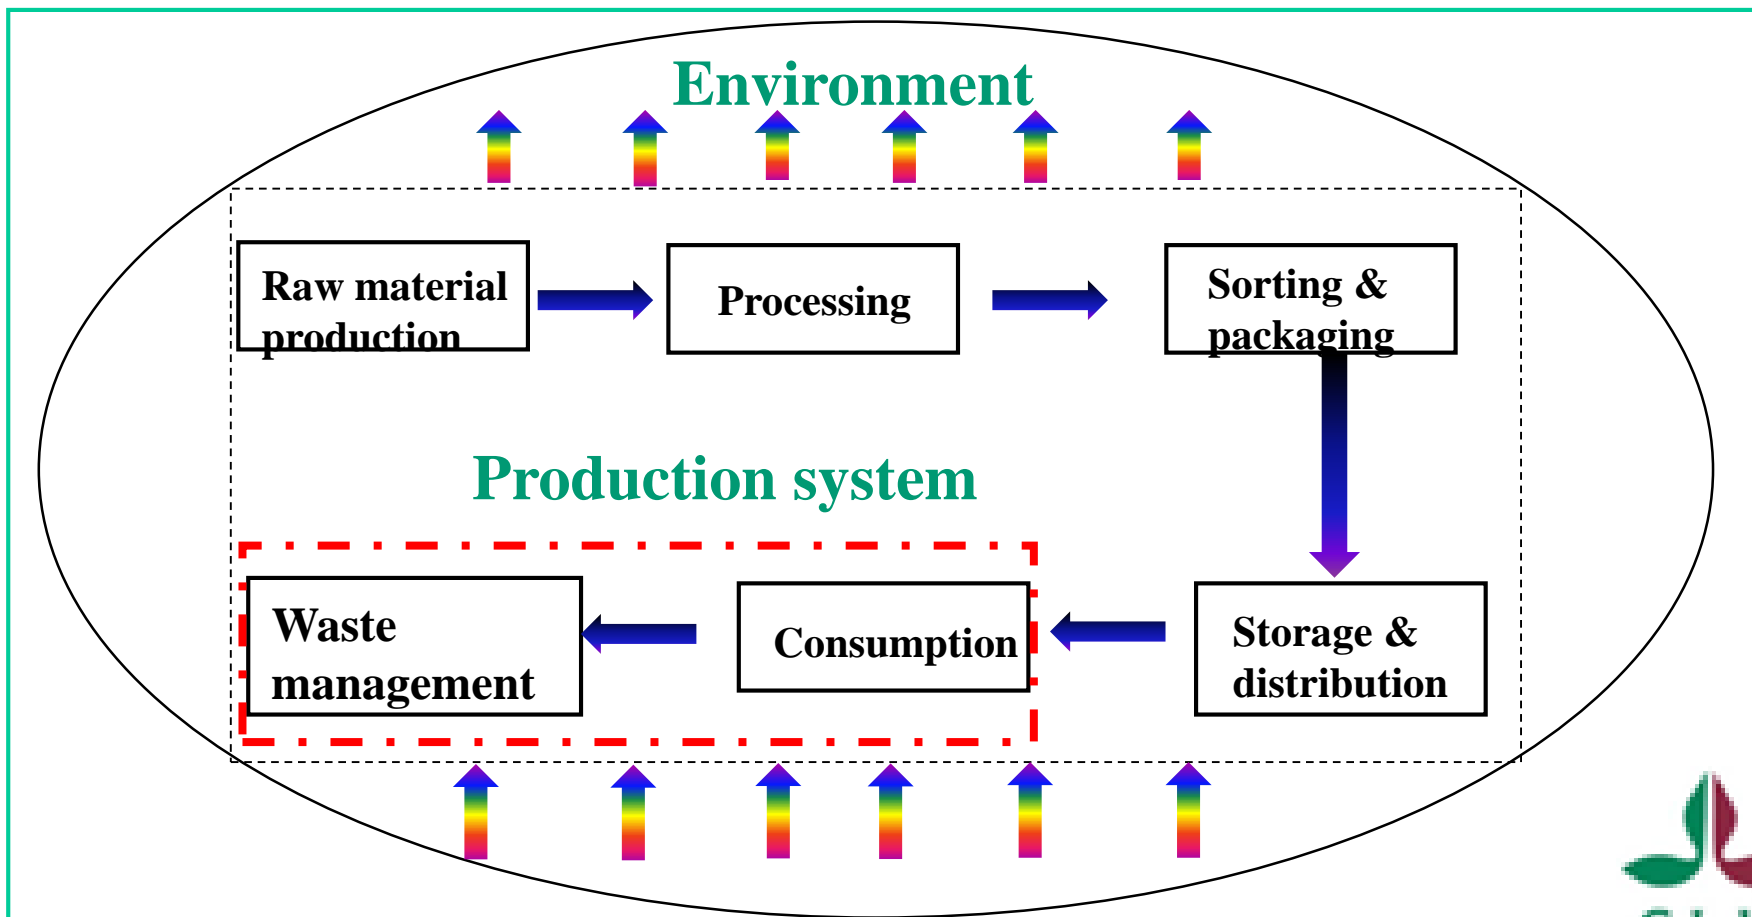 Environment
Raw material
production
Processing
Sorting &
packaging
Production system
Waste
management
Consumption
Storage &
distribution